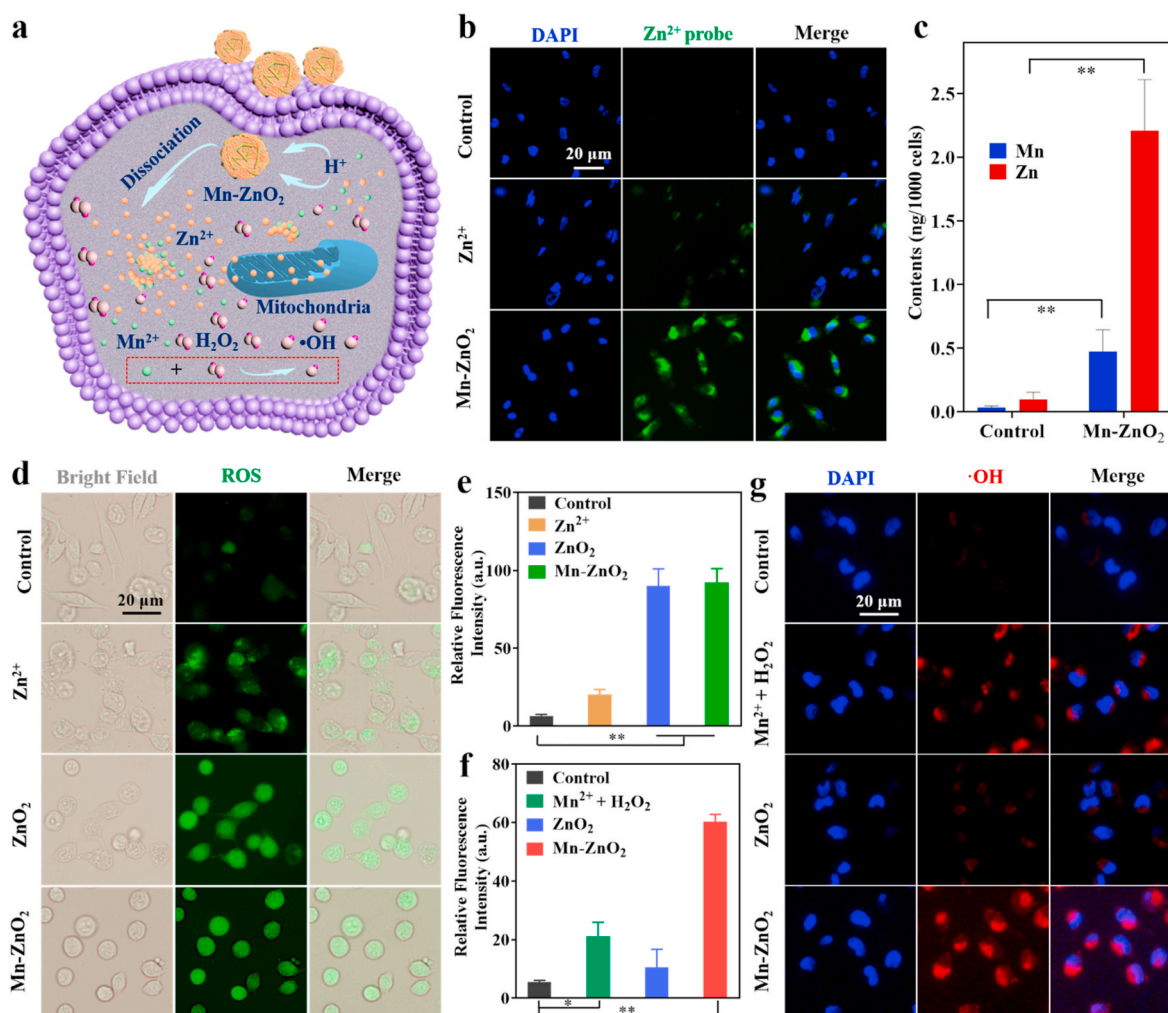 a
Dissociation
H⁺
Mn-ZnO₂
Zn²⁺
Mitochondria
Mn²⁺
H₂O₂
•OH
+
b
DAPI
Zn²⁺ probe
Merge
Control
20 μm
Zn²⁺
Mn-ZnO₂
c
**
2.5
2.0
1.5
1.0
0.5
0.0
Contents (ng/1000 cells)
Mn
Zn
**
Control
Mn-ZnO₂
d
Bright Field
ROS
Merge
Control
20 μm
Zn²⁺
ZnO₂
Mn-ZnO₂
e
150
100
50
0
Relative Fluorescence
Intensity (a.u.)
Control
Zn²⁺
ZnO₂
Mn-ZnO₂
**
f
60
40
20
0
Relative Fluorescence
Intensity (a.u.)
Control
Mn²⁺ + H₂O₂
ZnO₂
Mn-ZnO₂
*
**
g
DAPI
·OH
Merge
Control
20 μm
Mn²⁺ + H₂O₂
ZnO₂
Mn-ZnO₂